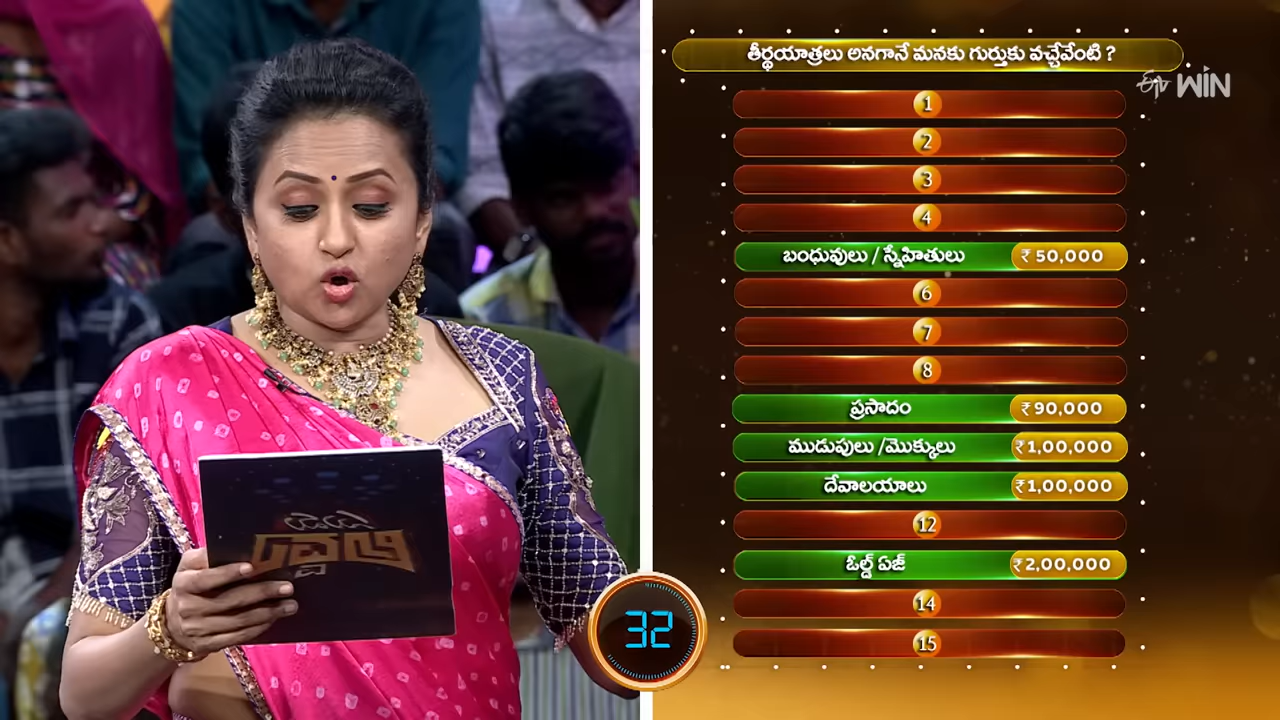 తీర్థయాత్రలు అనగానే మనకు గుర్తుకు వచ్చేవేంటి ?
ఈటీవీ WIN
1
2
3
4
బంధువులు / స్నేహితులు ₹ 50,000
6
7
8
ప్రసాదం ₹ 90,000
ముడుపులు /మొక్కులు ₹1,00,000
దేవాలయాలు ₹1,00,000
12
ఓల్డ్ ఏజ్ ₹2,00,000
14
15
32